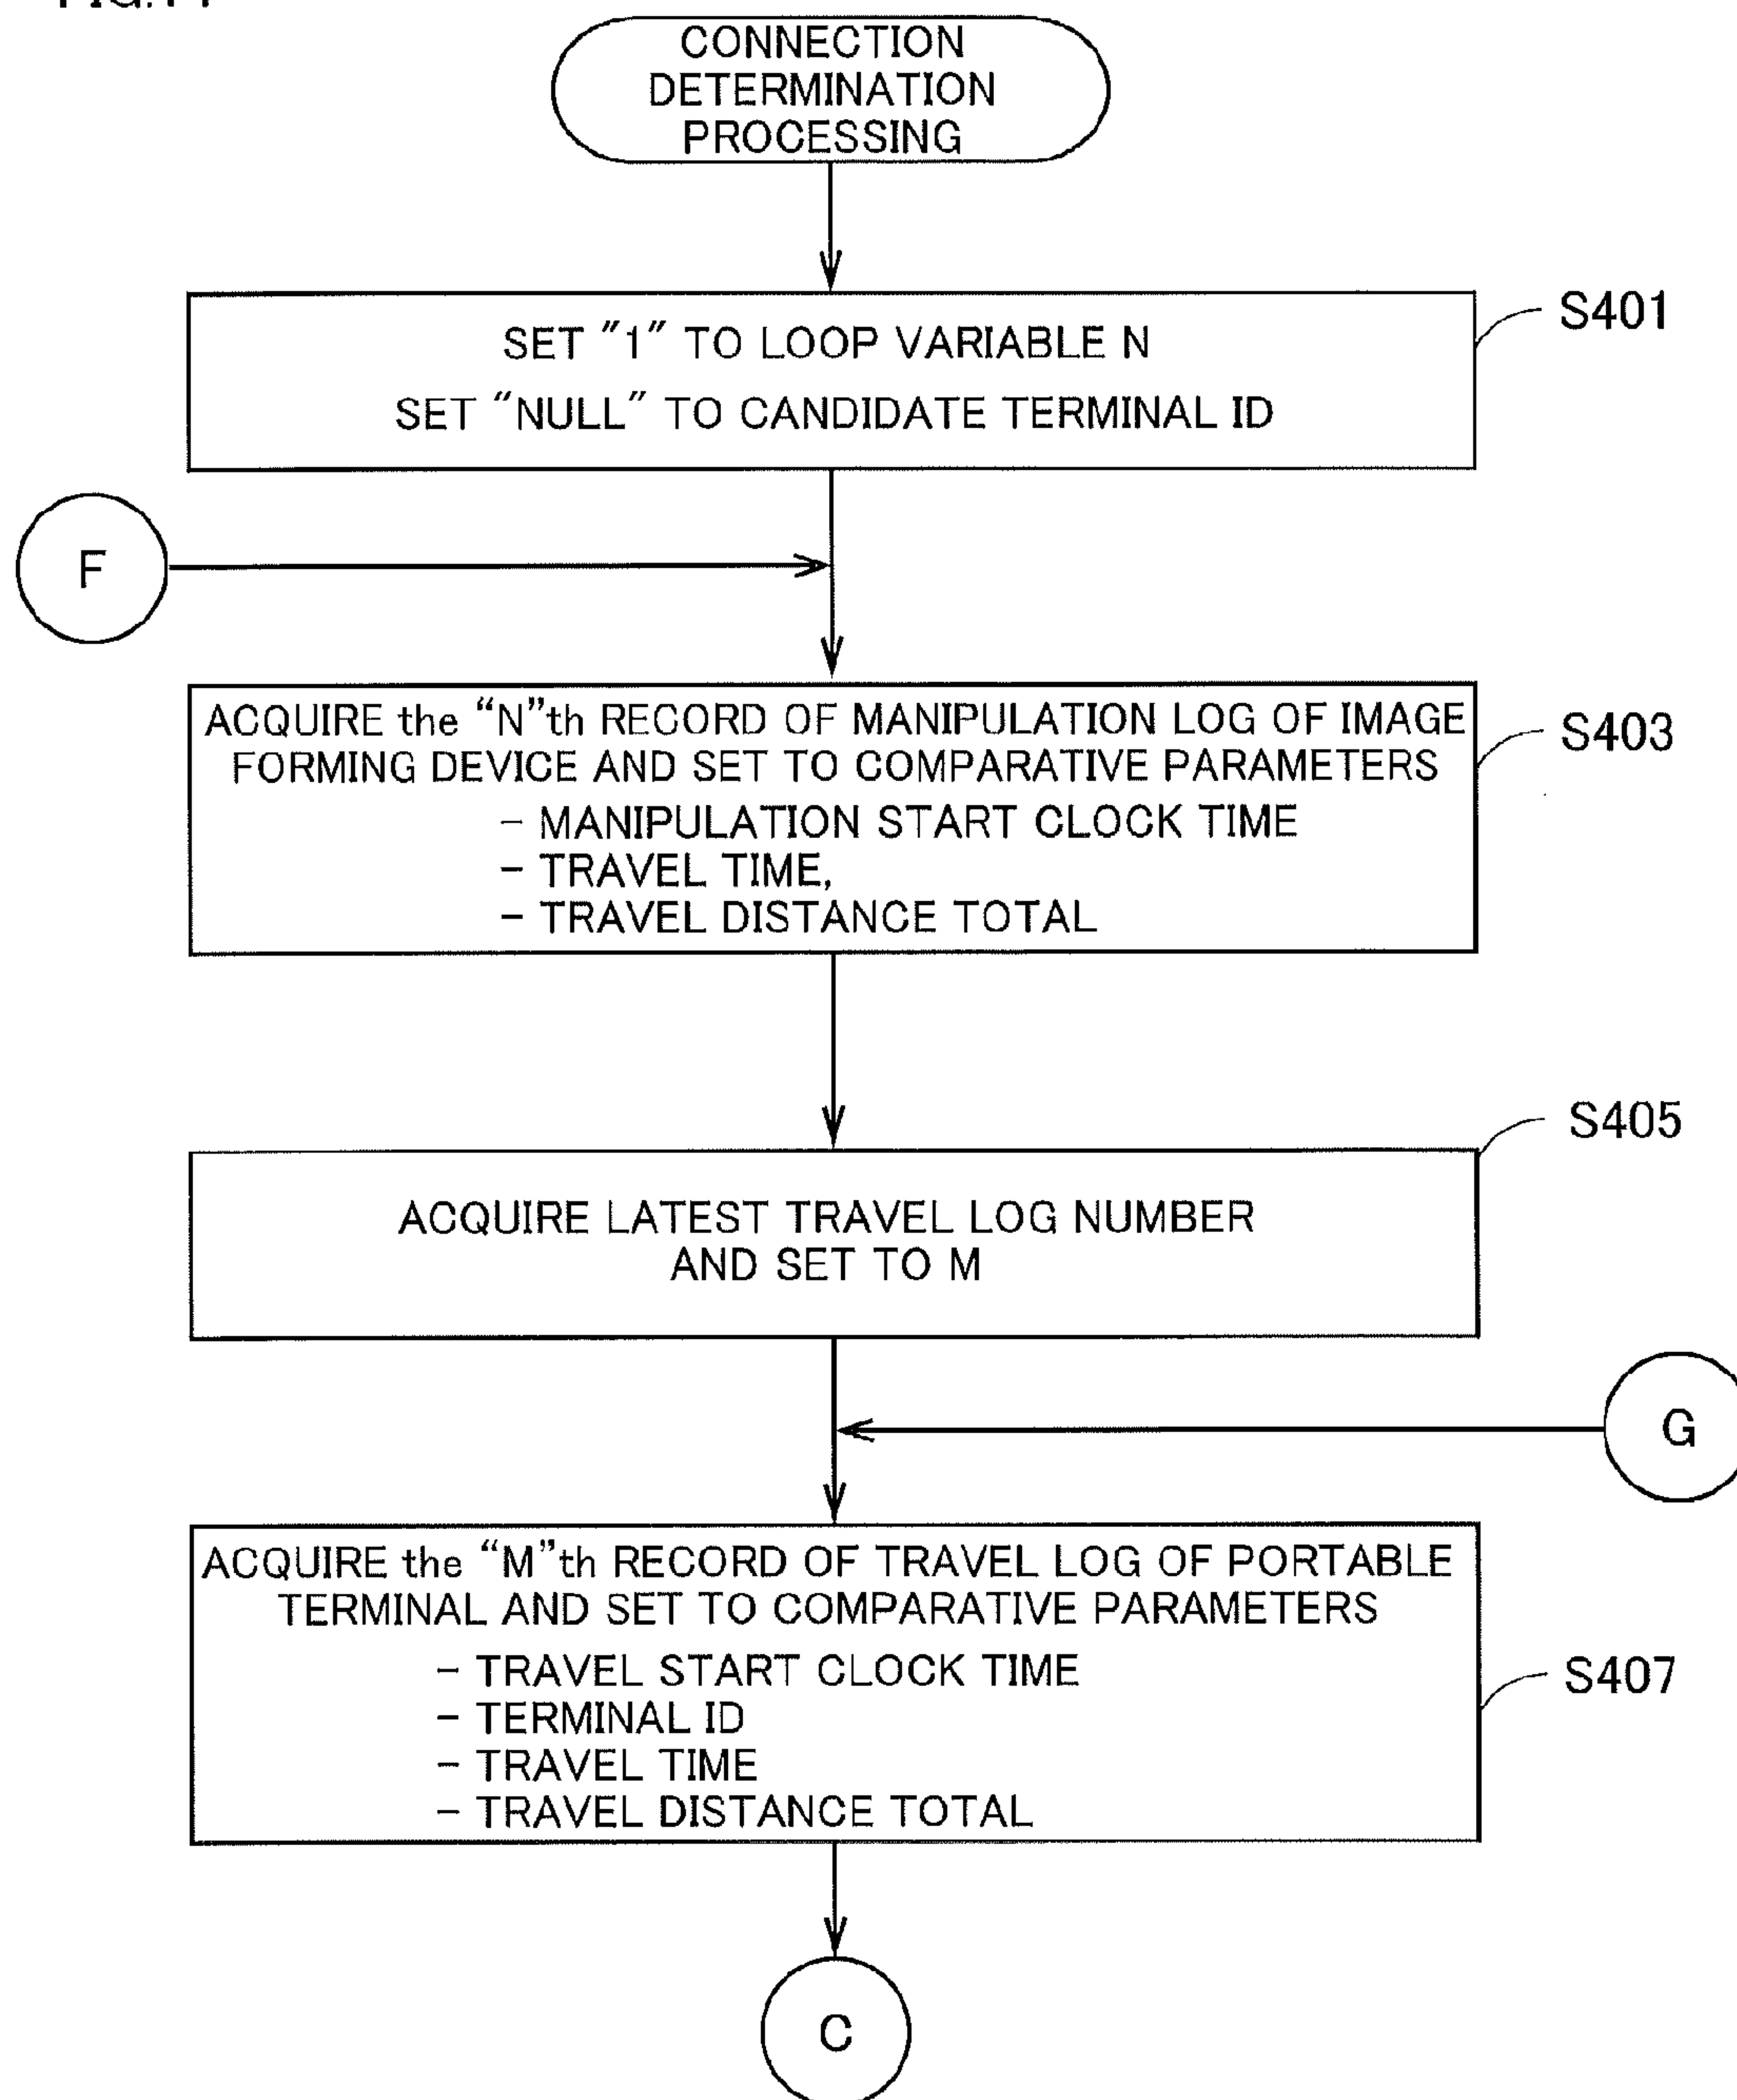 CONNECTION
DETERMINATION
PROCESSING
SET "1" TO LOOP VARIABLE N
SET "NULL" TO CANDIDATE TERMINAL ID
S401
F
ACQUIRE the “N”th RECORD OF MANIPULATION LOG OF IMAGE
FORMING DEVICE AND SET TO COMPARATIVE PARAMETERS
- MANIPULATION START CLOCK TIME
- TRAVEL TIME,
- TRAVEL DISTANCE TOTAL
S403
S405
ACQUIRE LATEST TRAVEL LOG NUMBER
AND SET TO M
G
ACQUIRE the “M”th RECORD OF TRAVEL LOG OF PORTABLE
TERMINAL AND SET TO COMPARATIVE PARAMETERS
- TRAVEL START CLOCK TIME
- TERMINAL ID
- TRAVEL TIME
- TRAVEL DISTANCE TOTAL
S407
C